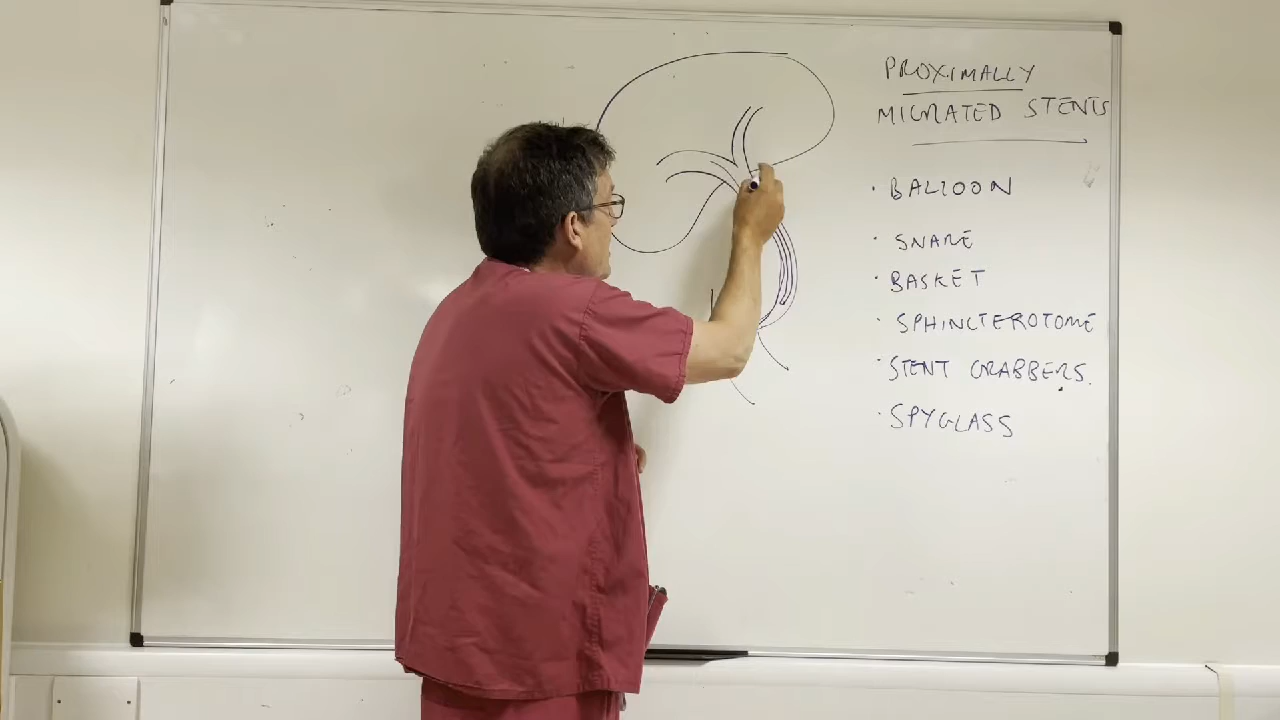 PROXIMALLY
MIGRATED STENTS
· BALLOON
· SNARE
· BASKET
· SPHINCTEROTOME
· STENT GRABBERS.
· SPYGLASS